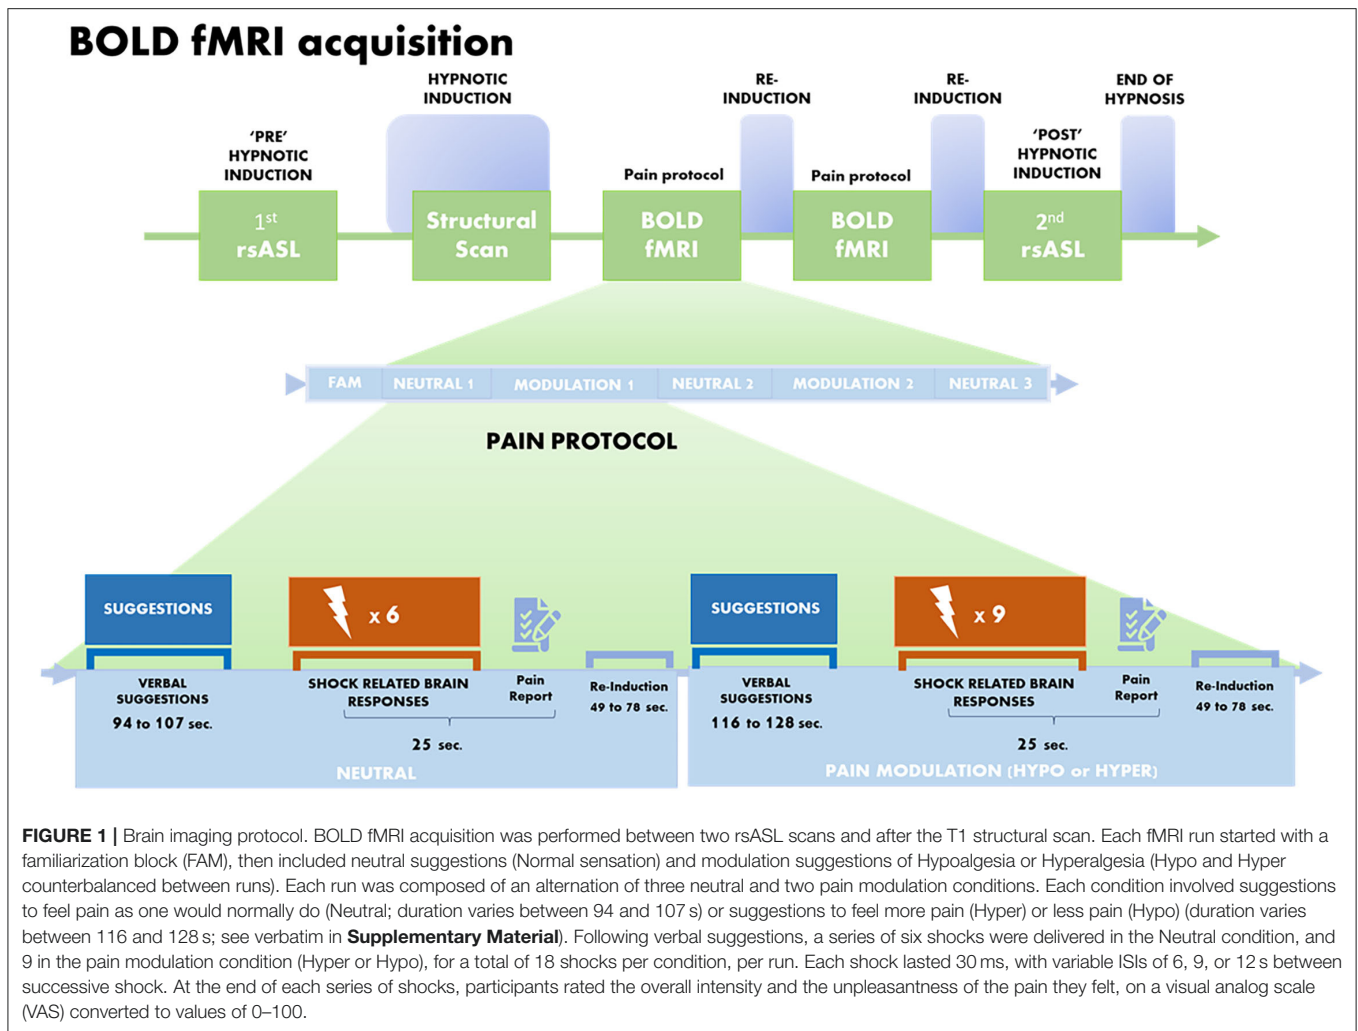 BOLD fMRI acquisition
HYPNOTIC
INDUCTION
RE-
INDUCTION
RE-
INDUCTION
END OF
HYPNOSIS
‘PRE’
HYPNOTIC
INDUCTION
Pain protocol
Pain protocol
‘POST’
HYPNOTIC
INDUCTION
1st
rsASL
Structural
Scan
BOLD
fMRI
BOLD
fMRI
2nd
rsASL
FAM
NEUTRAL 1
MODULATION 1
NEUTRAL 2
MODULATION 2
NEUTRAL 3
PAIN PROTOCOL
SUGGESTIONS
x 6
SUGGESTIONS
x 9
VERBAL
SUGGESTIONS
94 to 107 sec.
SHOCK RELATED BRAIN
RESPONSES
Pain
Report
25 sec.
Re-Induction
49 to 78 sec.
NEUTRAL
VERBAL
SUGGESTIONS
116 to 128 sec.
SHOCK RELATED BRAIN
RESPONSES
Pain
Report
25 sec.
Re-Induction
49 to 78 sec.
PAIN MODULATION (HYPO or HYPER)
FIGURE 1 | Brain imaging protocol. BOLD fMRI acquisition was performed between two rsASL scans and after the T1 structural scan. Each fMRI run started with a
familiarization block (FAM), then included neutral suggestions (Normal sensation) and modulation suggestions of Hypoalgesia or Hyperalgesia (Hypo and Hyper
counterbalanced between runs). Each run was composed of an alternation of three neutral and two pain modulation conditions. Each condition involved suggestions
to feel pain as one would normally do (Neutral; duration varies between 94 and 107 s) or suggestions to feel more pain (Hyper) or less pain (Hypo) (duration varies
between 116 and 128 s; see verbatim in Supplementary Material). Following verbal suggestions, a series of six shocks were delivered in the Neutral condition, and
9 in the pain modulation condition (Hyper or Hypo), for a total of 18 shocks per condition, per run. Each shock lasted 30 ms, with variable ISIs of 6, 9, or 12 s between
successive shock. At the end of each series of shocks, participants rated the overall intensity and the unpleasantness of the pain they felt, on a visual analog scale
(VAS) converted to values of 0–100.